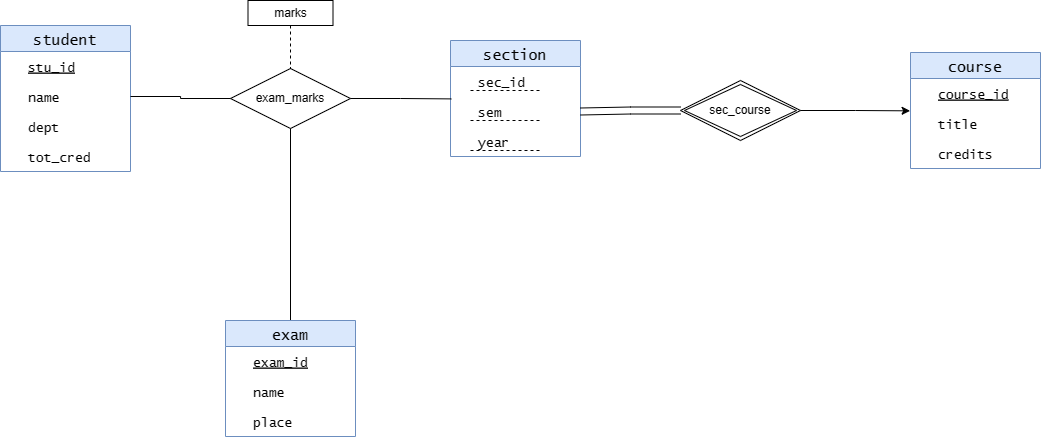 marks
student
stu_id
name
dept
tot_cred
exam_marks
section
sec_id
sem
year
sec_course
course
course_id
title
credits
exam
exam_id
name
place